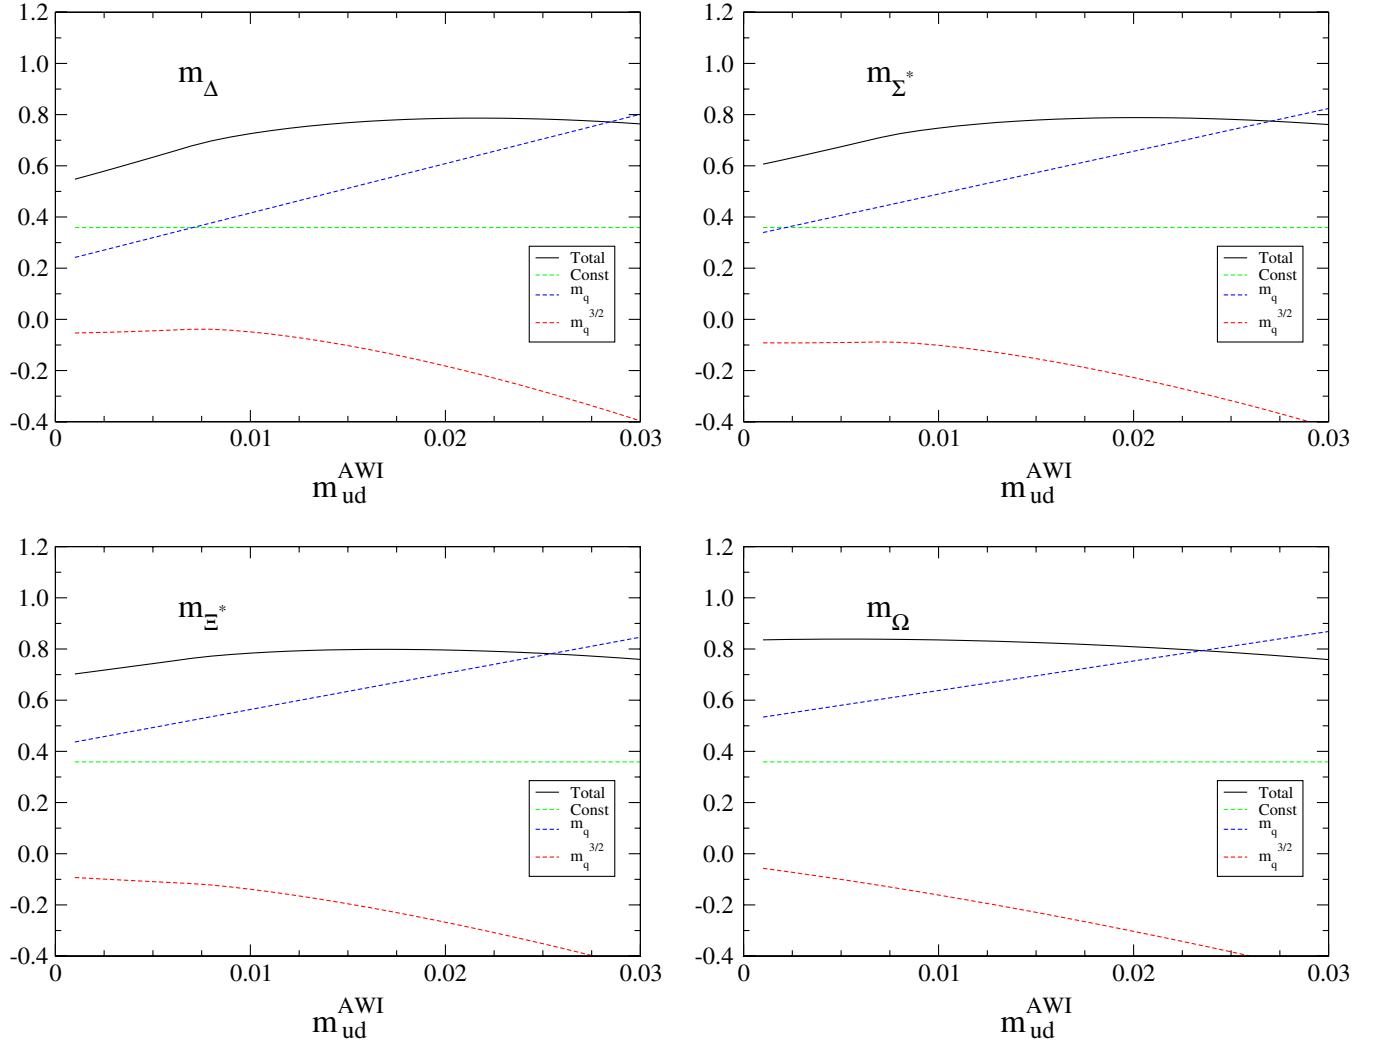 1.2
1.0
0.8
0.6
0.4
0.2
0.0
-0.2
-0.4
0
0.01
0.02
0.03
m_Δ
Total
Const
m_q
m_q^3/2
m_ud^AWI
1.2
1.0
0.8
0.6
0.4
0.2
0.0
-0.2
-0.4
0
0.01
0.02
0.03
m_Σ*
Total
Const
m_q
m_q^3/2
m_ud^AWI
1.2
1.0
0.8
0.6
0.4
0.2
0.0
-0.2
-0.4
0
0.01
0.02
0.03
m_Ξ*
Total
Const
m_q
m_q^3/2
m_ud^AWI
1.2
1.0
0.8
0.6
0.4
0.2
0.0
-0.2
-0.4
0
0.01
0.02
0.03
m_Ω
Total
Const
m_q
m_q^3/2
m_ud^AWI